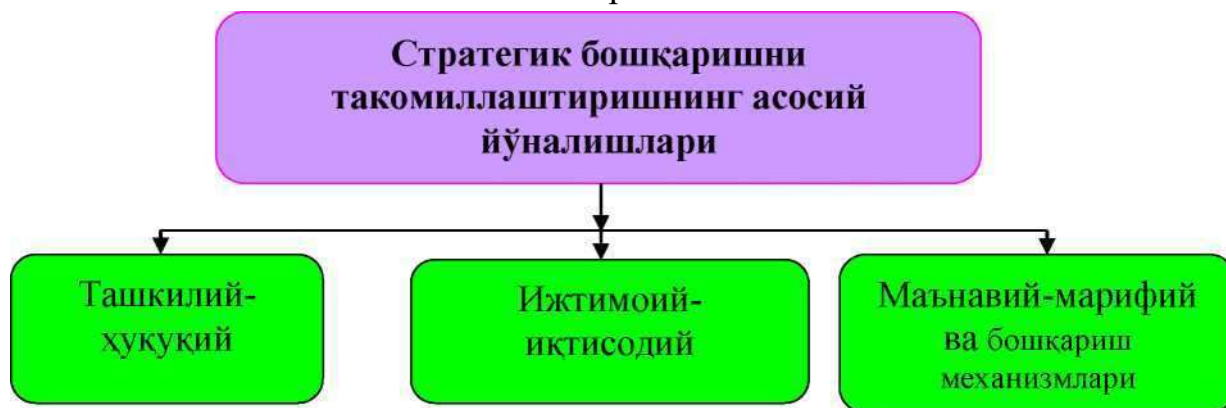 Стратегик бошқаришни
такомиллаштиришнинг асосий
йўналишлари
Ташкилий-
ҳуқуқий
Ижтимоий-
иқтисодий
Маънавий-марифий
ва бошқариш
механизмлари